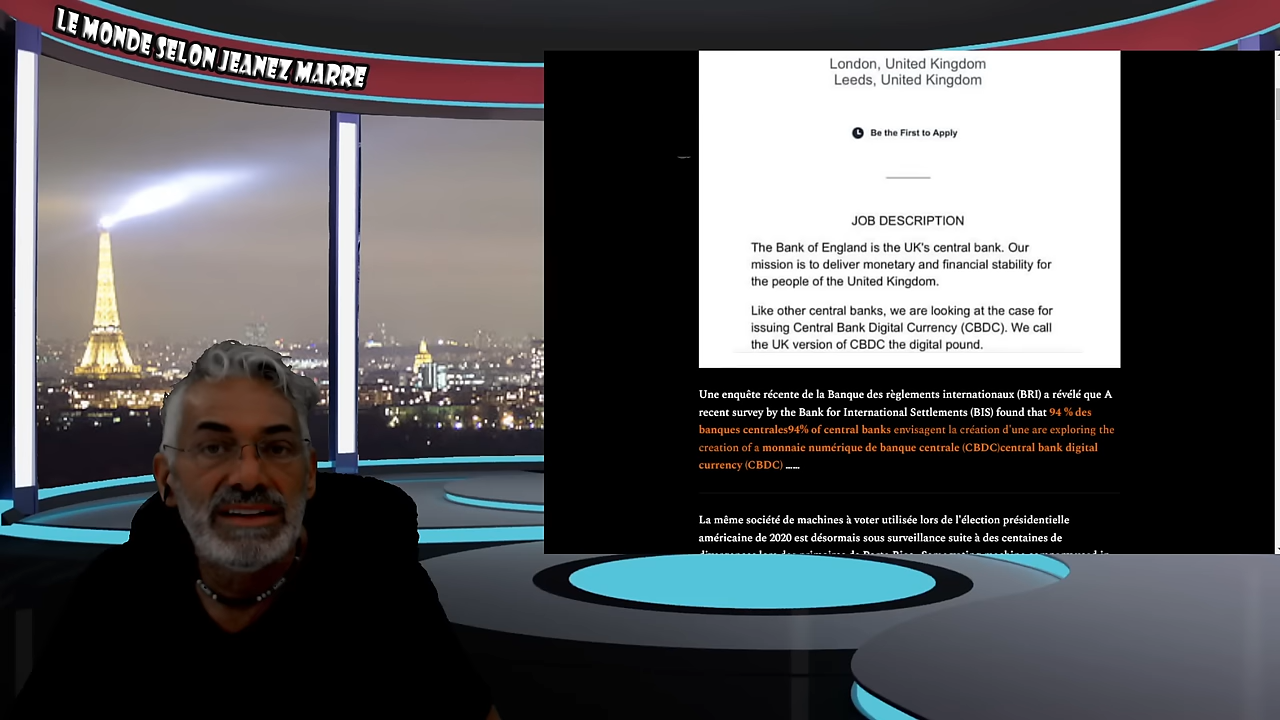 LE MONDE SELON JEANEZ MARRE
London, United Kingdom
Leeds, United Kingdom
Be the First to Apply
JOB DESCRIPTION
The Bank of England is the UK's central bank. Our
mission is to deliver monetary and financial stability for
the people of the United Kingdom.
Like other central banks, we are looking at the case for
issuing Central Bank Digital Currency (CBDC). We call
the UK version of CBDC the digital pound.
Une enquête récente de la Banque des règlements internationaux (BRI) a révélé que A
recent survey by the Bank for International Settlements (BIS) found that 94 % des
banques centrales94% of central banks envisagent la création d'une are exploring the
creation of a monnaie numérique de banque centrale (CBDC)central bank digital
currency (CBDC) ......
La même société de machines à voter utilisée lors de l'élection présidentielle
américaine de 2020 est désormais sous surveillance suite à des centaines de